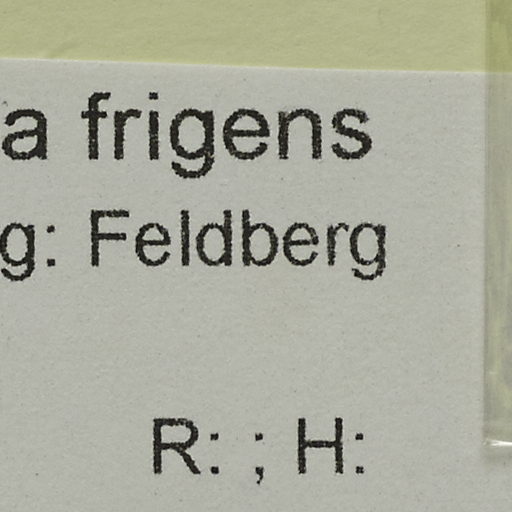 a frigens
g: Feldberg
R: ; H: